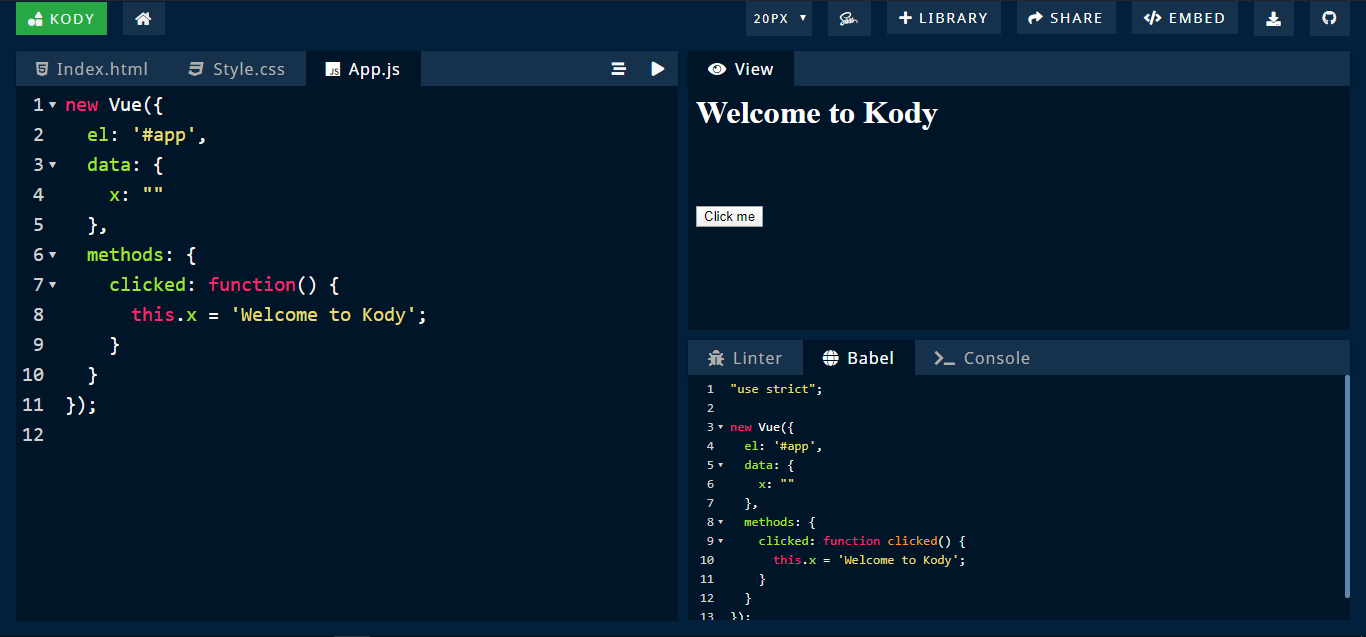 KODY
20PX ▼ Sass LIBRARY SHARE EMBED
Index.html Style.css JS App.js
1 new Vue({
2 el: '#app',
3 data: {
4 x: ""
5 },
6 methods: {
7 clicked: function() {
8 this.x = 'Welcome to Kody';
9 }
10 }
11 });
12
View
Welcome to Kody
Click me
Linter Babel Console
1 "use strict";
2
3 new Vue({
4 el: '#app',
5 data: {
6 x: ""
7 },
8 methods: {
9 clicked: function clicked() {
10 this.x = 'Welcome to Kody';
11 }
12 }
13 });